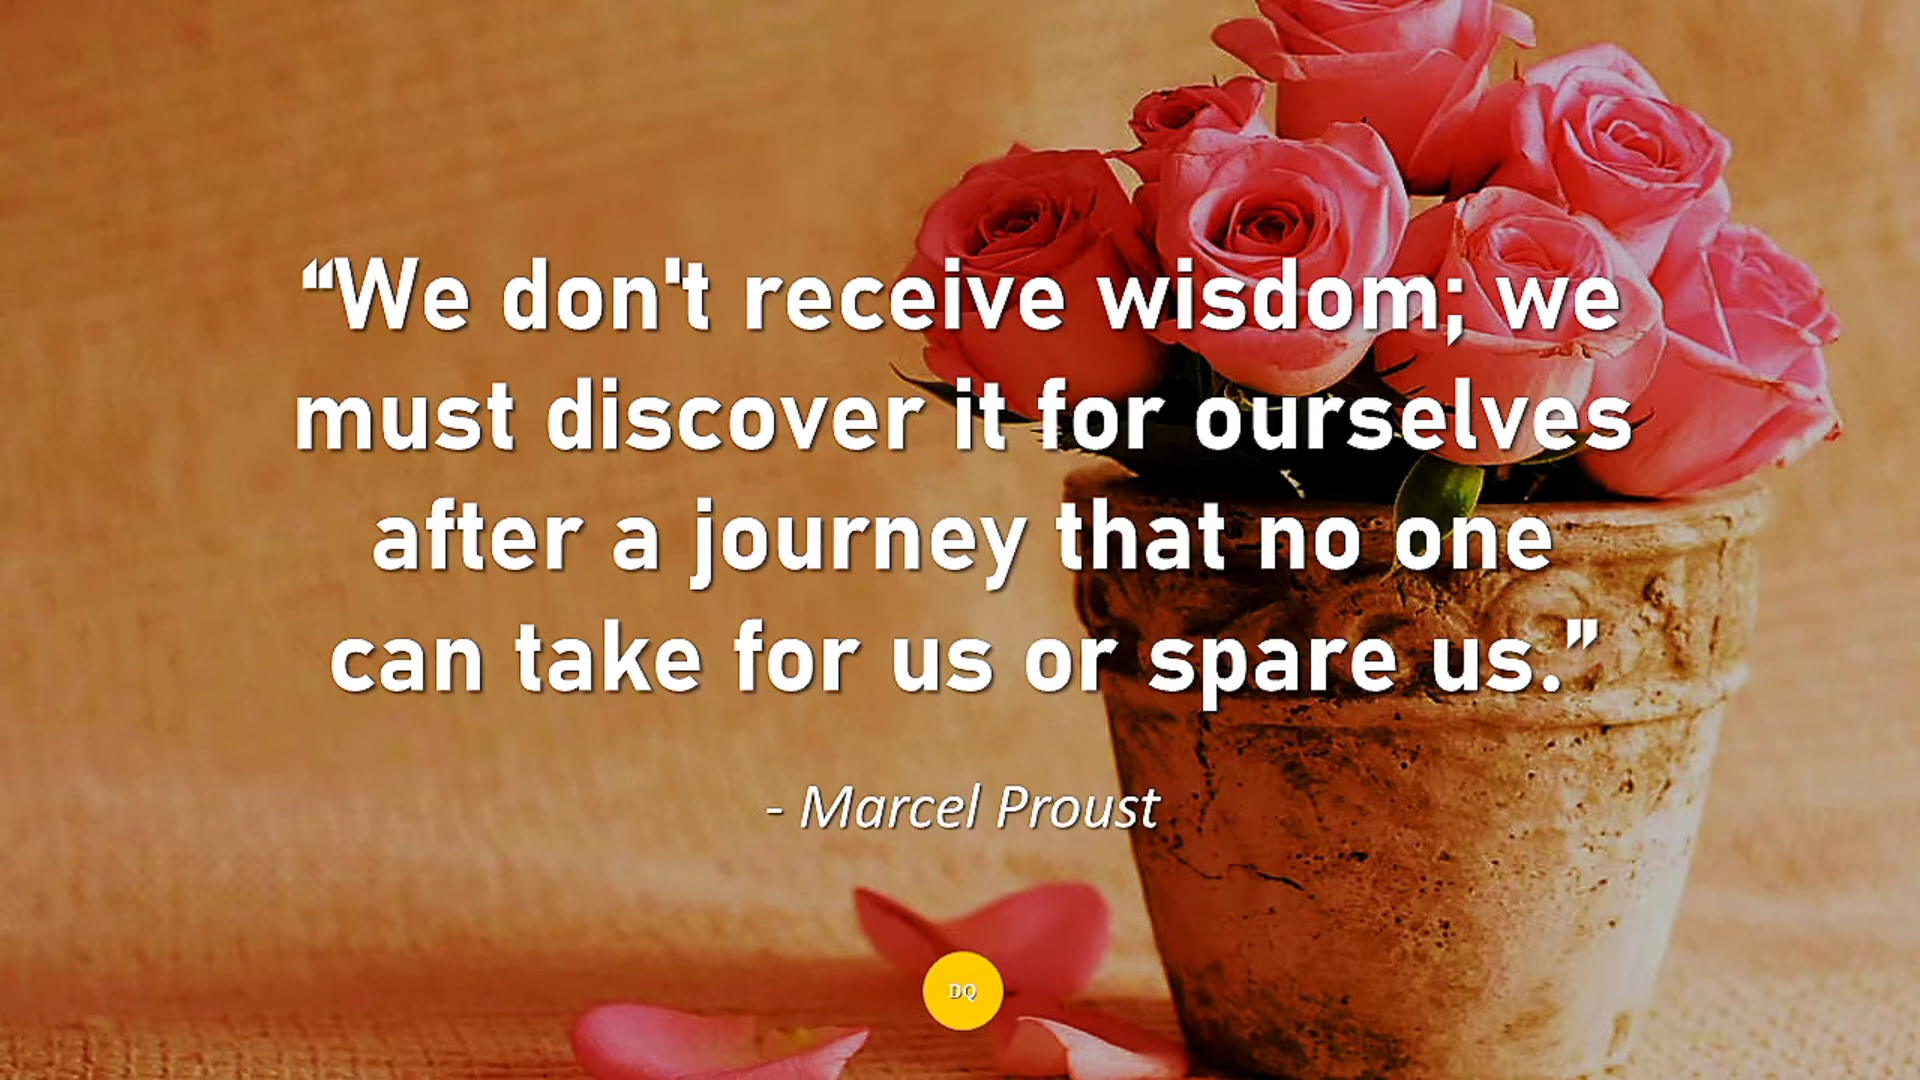 “We don't receive wisdom; we
must discover it for ourselves
after a journey that no one
can take for us or spare us.”
- Marcel Proust
DQ